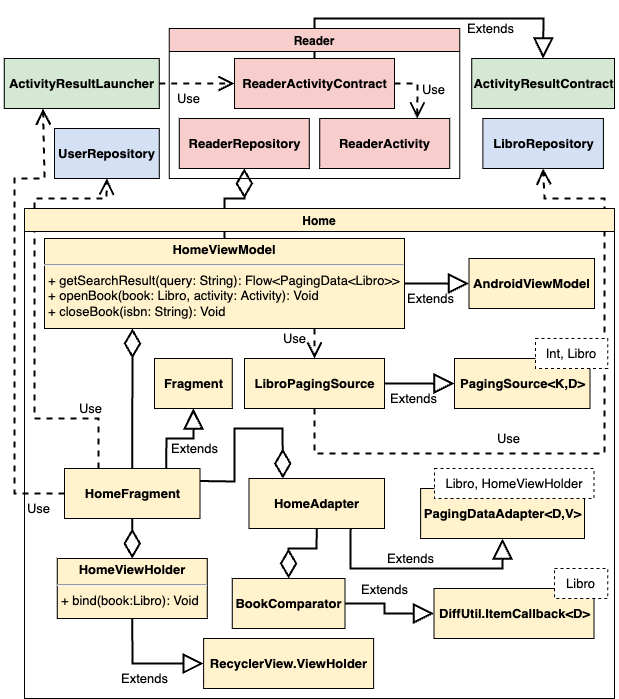 Extends
Reader
ActivityResultLauncher
Use
ReaderActivityContract
Use
ActivityResultContract
UserRepository
ReaderRepository
ReaderActivity
LibroRepository
Home
HomeViewModel
+ getSearchResult(query: String): Flow<PagingData<Libro>>
+ openBook(book: Libro, activity: Activity): Void
+ closeBook(isbn: String): Void
Extends
AndroidViewModel
Use
Int, Libro
Fragment
LibroPagingSource
Extends
PagingSource<K,D>
Use
Extends
Use
HomeFragment
Use
HomeAdapter
Libro, HomeViewHolder
PagingDataAdapter<D,V>
Extends
HomeViewHolder
+ bind(book:Libro): Void
BookComparator
Extends
Libro
DiffUtil.ItemCallback<D>
Extends
RecyclerView.ViewHolder